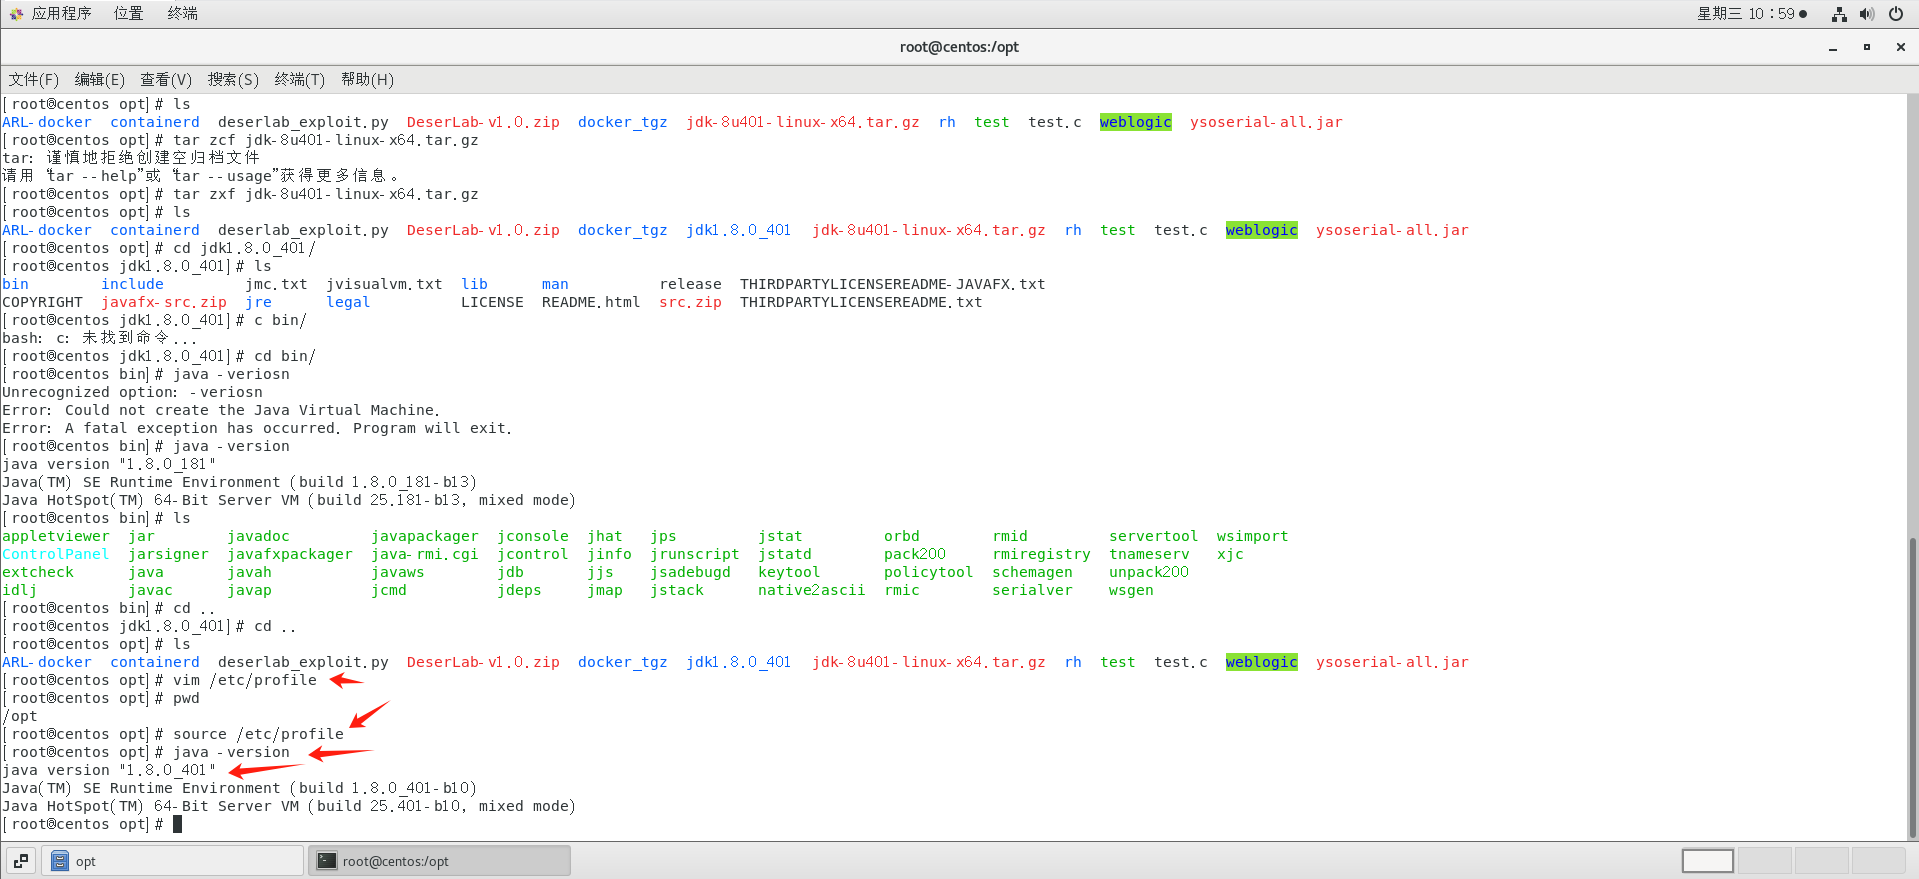 应用程序 位置 终端 星期三 10：59
root@centos:/opt
文件(F) 编辑(E) 查看(V) 搜索(S) 终端(T) 帮助(H)
[root@centos opt]# ls
ARL-docker containerd deserlab_exploit.py DeserLab-v1.0.zip docker_tgz jdk-8u401-linux-x64.tar.gz rh test test.c weblogic ysoserial-all.jar
[root@centos opt]# tar zcf jdk-8u401-linux-x64.tar.gz
tar: 谨慎地拒绝创建空归档文件
请用 “tar --help”或 “tar --usage”获得更多信息。
[root@centos opt]# tar zxf jdk-8u401-linux-x64.tar.gz
[root@centos opt]# ls
ARL-docker containerd deserlab_exploit.py DeserLab-v1.0.zip docker_tgz jdk1.8.0_401 jdk-8u401-linux-x64.tar.gz rh test test.c weblogic ysoserial-all.jar
[root@centos opt]# cd jdk1.8.0_401/
[root@centos jdk1.8.0_401]# ls
bin include jmc.txt jvisualvm.txt lib man release THIRDPARTYLICENSEREADME-JAVAFX.txt
COPYRIGHT javafx-src.zip jre legal LICENSE README.html src.zip THIRDPARTYLICENSEREADME.txt
[root@centos jdk1.8.0_401]# c bin/
bash: c: 未找到命令...
[root@centos jdk1.8.0_401]# cd bin/
[root@centos bin]# java -veriosn
Unrecognized option: -veriosn
Error: Could not create the Java Virtual Machine.
Error: A fatal exception has occurred. Program will exit.
[root@centos bin]# java -version
java version "1.8.0_181"
Java(TM) SE Runtime Environment (build 1.8.0_181-b13)
Java HotSpot(TM) 64-Bit Server VM (build 25.181-b13, mixed mode)
[root@centos bin]# ls
appletviewer jar javadoc javapackager jconsole jhat jps jstat orbd rmid servertool wsimport
ControlPanel jarsigner javafxpackager java-rmi.cgi jcontrol jinfo jrunscript jstatd pack200 rmiregistry tnameserv xjc
extcheck java javah javaws jdb jjs jsadebugd keytool policytool schemagen unpack200
idlj javac javap jcmd jdeps jmap jstack native2ascii rmic serialver wsgen
[root@centos bin]# cd ..
[root@centos jdk1.8.0_401]# cd ..
[root@centos opt]# ls
ARL-docker containerd deserlab_exploit.py DeserLab-v1.0.zip docker_tgz jdk1.8.0_401 jdk-8u401-linux-x64.tar.gz rh test test.c weblogic ysoserial-all.jar
[root@centos opt]# vim /etc/profile
[root@centos opt]# pwd
/opt
[root@centos opt]# source /etc/profile
[root@centos opt]# java -version
java version "1.8.0_401"
Java(TM) SE Runtime Environment (build 1.8.0_401-b10)
Java HotSpot(TM) 64-Bit Server VM (build 25.401-b10, mixed mode)
[root@centos opt]#
opt root@centos:/opt